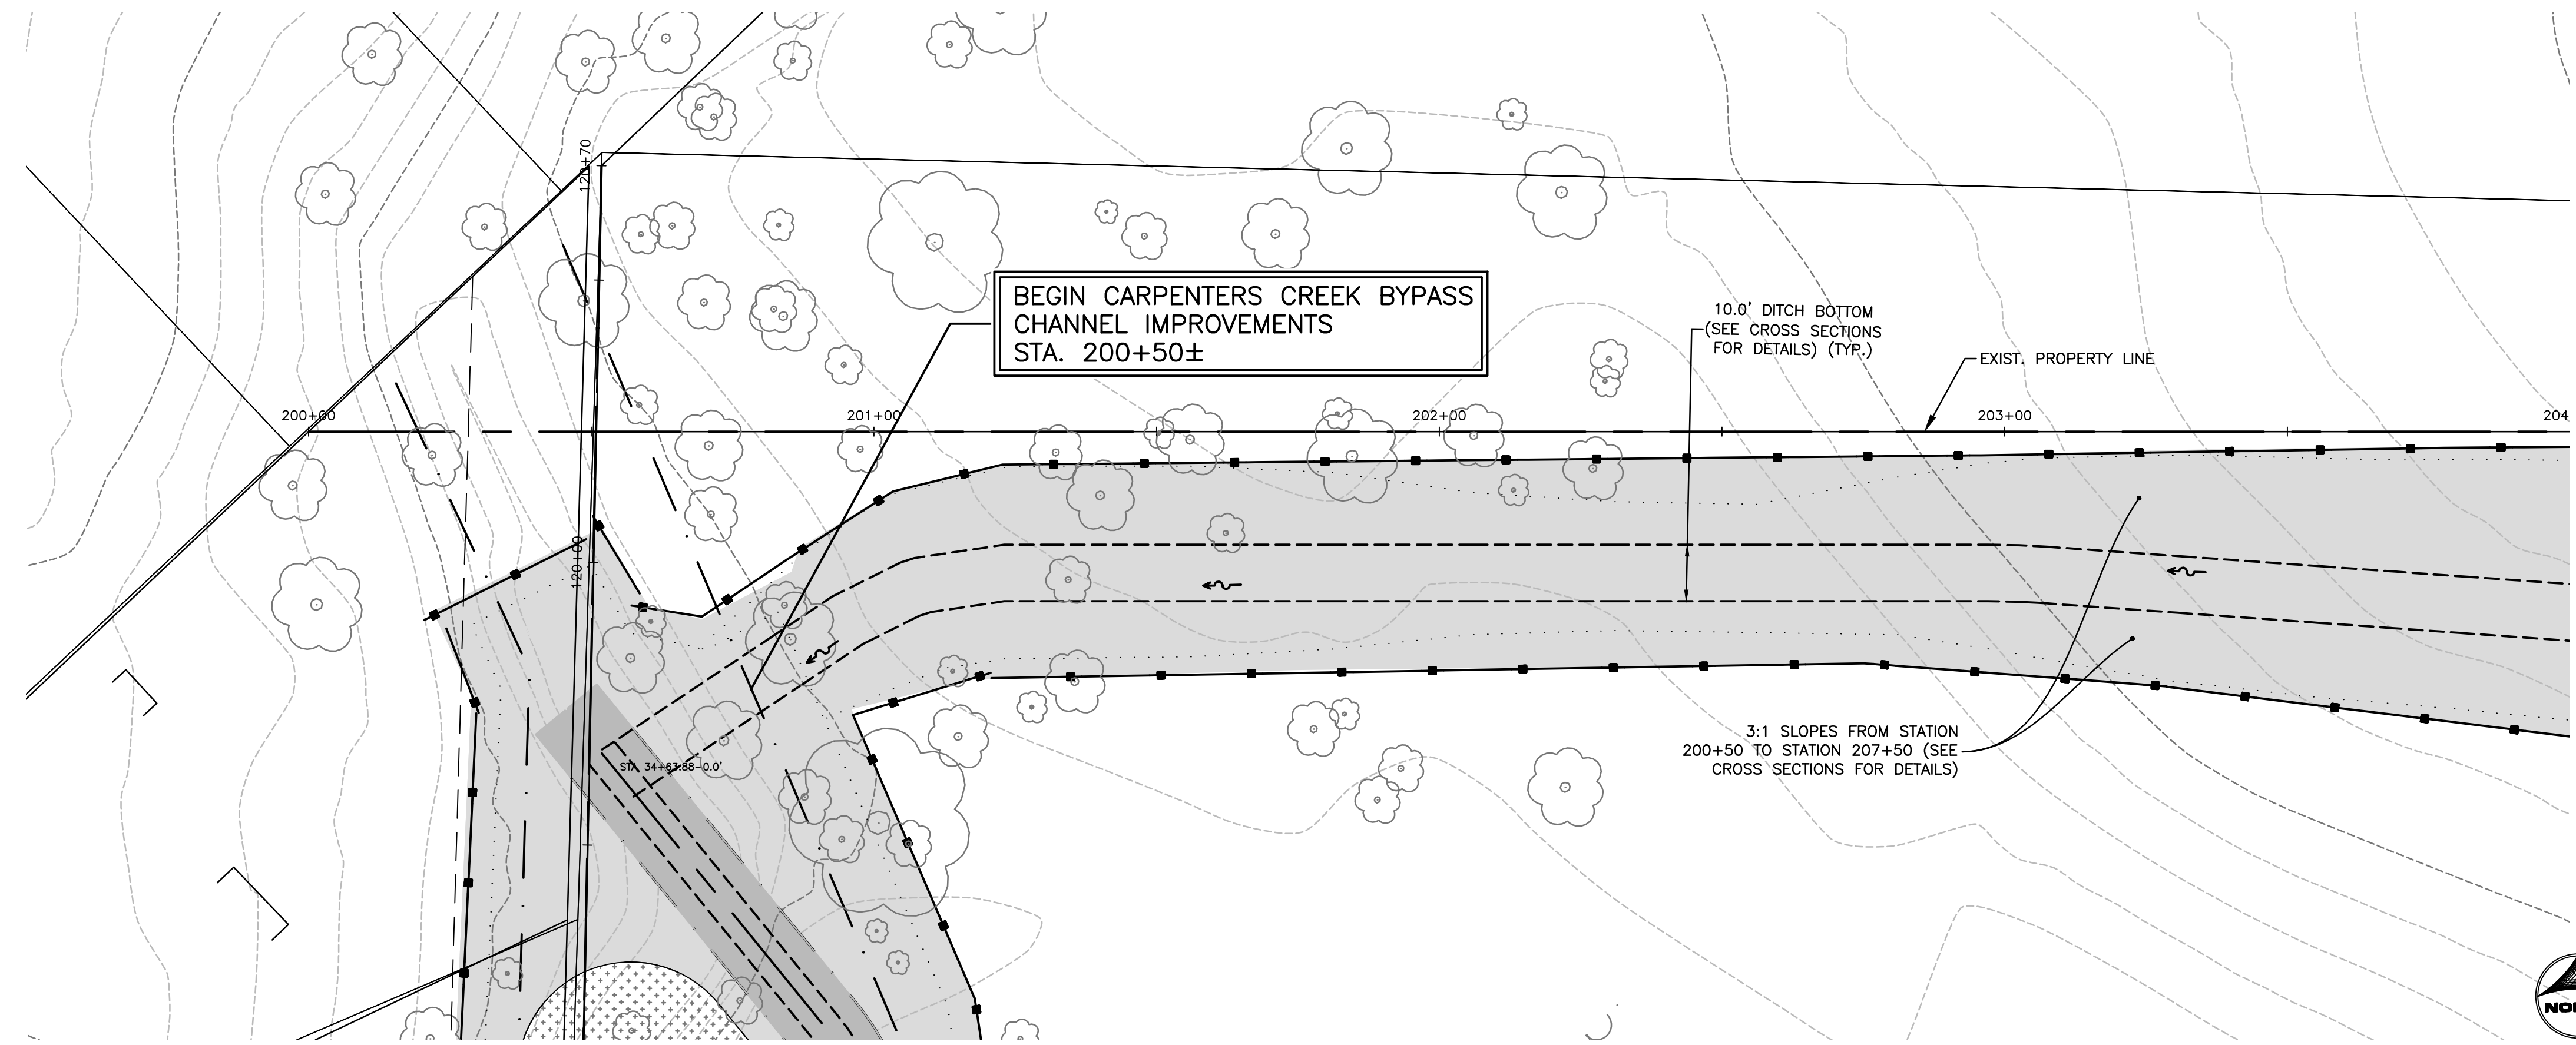 120+70
BEGIN CARPENTERS CREEK BYPASS
CHANNEL IMPROVEMENTS
STA. 200+50±
10.0' DITCH BOTTOM
(SEE CROSS SECTIONS
FOR DETAILS) (TYP.)
EXIST. PROPERTY LINE
200+00
201+00
202+00
203+00
204
120+00
3:1 SLOPES FROM STATION
200+50 TO STATION 207+50 (SEE
CROSS SECTIONS FOR DETAILS)
STA 34+63.88-0.0'
NO